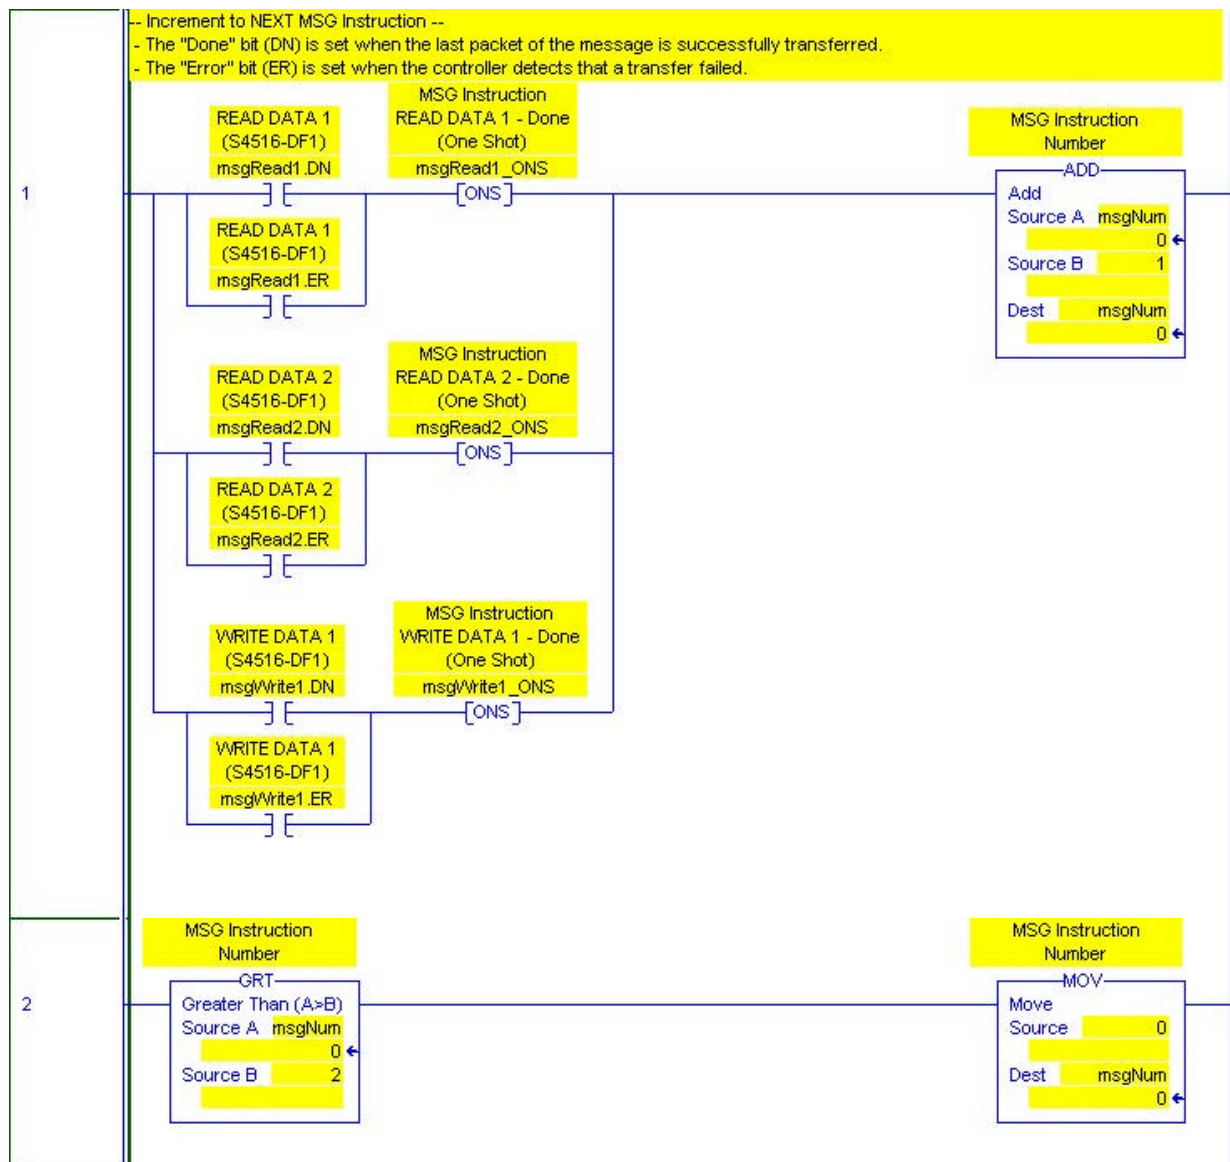 -- Increment to NEXT MSG Instruction --
- The "Done" bit (DN) is set when the last packet of the message is successfully transferred.
- The "Error" bit (ER) is set when the controller detects that a transfer failed.
1
READ DATA 1
(S4516-DF1)
msgRead1.DN
MSG Instruction
READ DATA 1 - Done
(One Shot)
msgRead1_ONS
ONS
READ DATA 1
(S4516-DF1)
msgRead1.ER
READ DATA 2
(S4516-DF1)
msgRead2.DN
MSG Instruction
READ DATA 2 - Done
(One Shot)
msgRead2_ONS
ONS
READ DATA 2
(S4516-DF1)
msgRead2.ER
WRITE DATA 1
(S4516-DF1)
msgWrite1.DN
MSG Instruction
WRITE DATA 1 - Done
(One Shot)
msgWrite1_ONS
ONS
WRITE DATA 1
(S4516-DF1)
msgWrite1.ER
MSG Instruction
Number
ADD
Add
Source A msgNum
0
Source B 1
Dest msgNum
0
2
MSG Instruction
Number
GRT
Greater Than (A>B)
Source A msgNum
0
Source B 2
MSG Instruction
Number
MOV
Move
Source 0
Dest msgNum
0